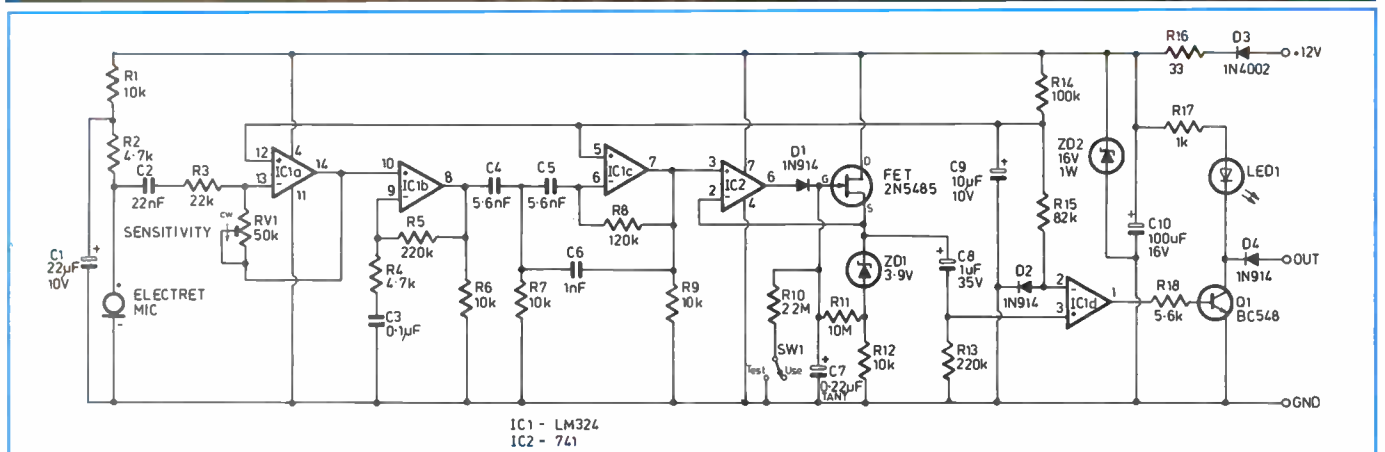 R1
10k
R2
4.7k
C2
22nF
R3
22k
SENSITIVITY
cw
RV1
50k
C1
22µF
10V
+
+
ELECTRET
MIC
-
12
+
13
-
4
IC1a
14
11
10
+
9
-
IC1b
8
R5
220k
R4
4.7k
C3
0.1µF
R6
10k
C4
5.6nF
C5
5.6nF
R7
10k
C6
1nF
5
+
6
-
IC1c
7
R8
120k
R9
10k
3
+
2
-
7
IC2
6
4
D1
1N914
D
G
S
FET
2N5485
ZD1
3.9V
R10
2.2M
SW1
Test
Use
R11
10M
+
C7
0.22µF
TANT
R12
10k
+
C8
1µF
35V
R13
220k
C9
10µF
10V
+
D2
1N914
R14
100k
R15
82k
2
-
3
+
IC1d
1
ZD2
16V
1W
+
C10
100µF
16V
R16
33
D3
1N4002
+12V
R17
1k
LED1
D4
1N914
OUT
R18
5.6k
Q1
BC548
GND
IC1 - LM324
IC2 - 741